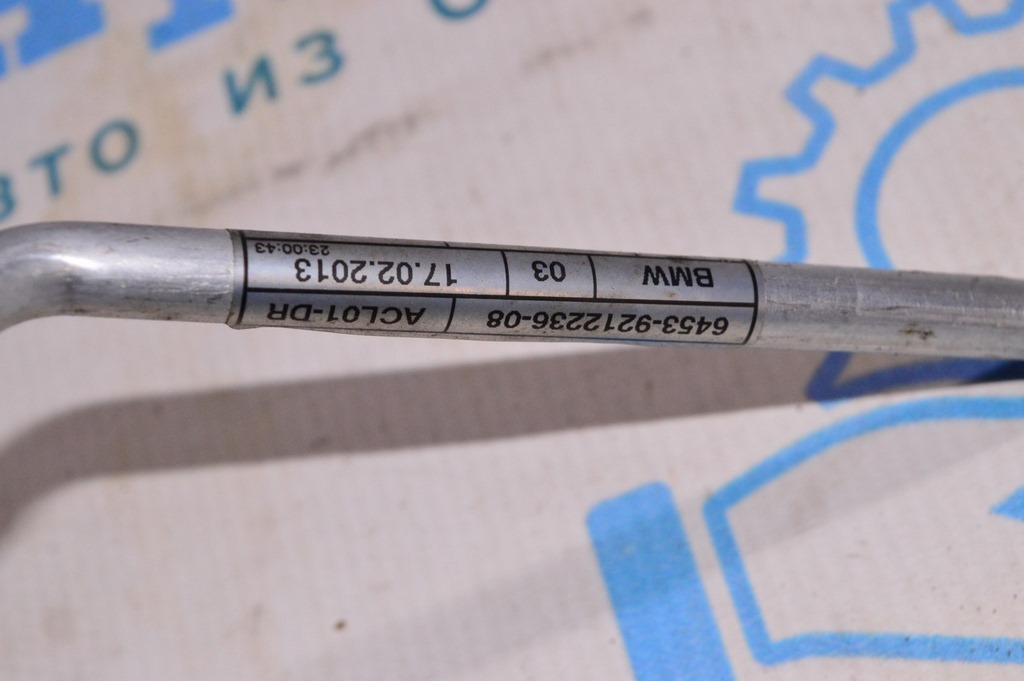 ВТО ИЗ О
6453-9212236-08 ACL01-DR
BMW 03 17.02.2013
23:00:43